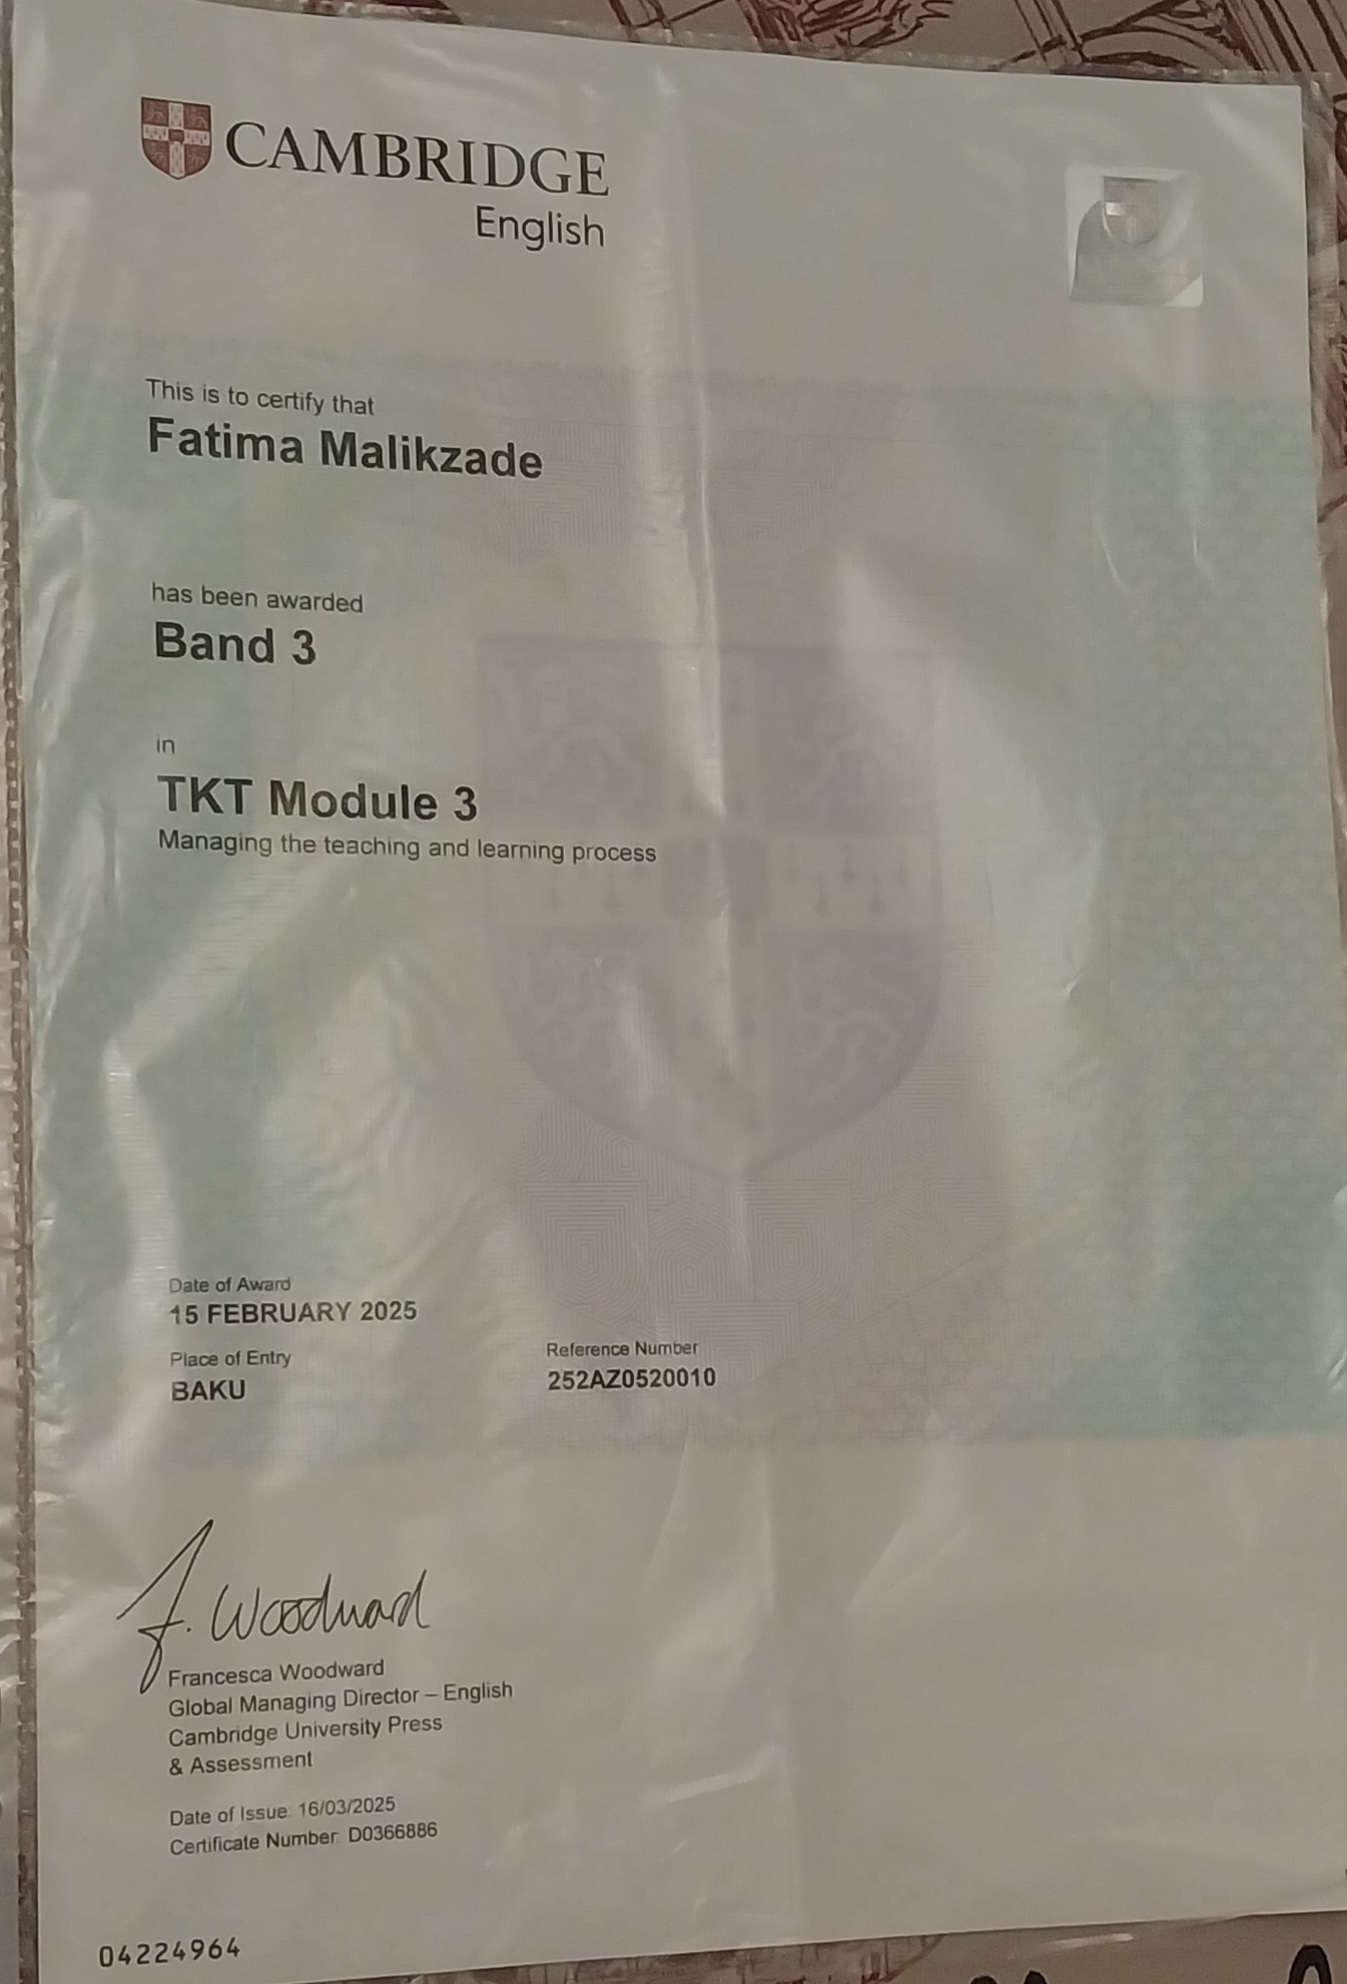 CAMBRIDGE
English
This is to certify that
Fatima Malikzade
has been awarded
Band 3
in
TKT Module 3
Managing the teaching and learning process
Date of Award
15 FEBRUARY 2025
Place of Entry
BAKU
Reference Number
252AZ0520010
F. Woodward
Francesca Woodward
Global Managing Director – English
Cambridge University Press
& Assessment
Date of Issue: 16/03/2025
Certificate Number: D0366886
04224964